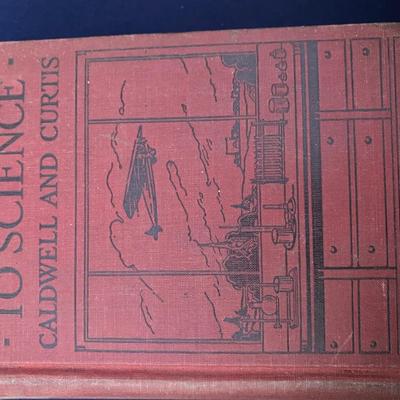 - TO SCIENCE -
CALDWELL AND CURTIS